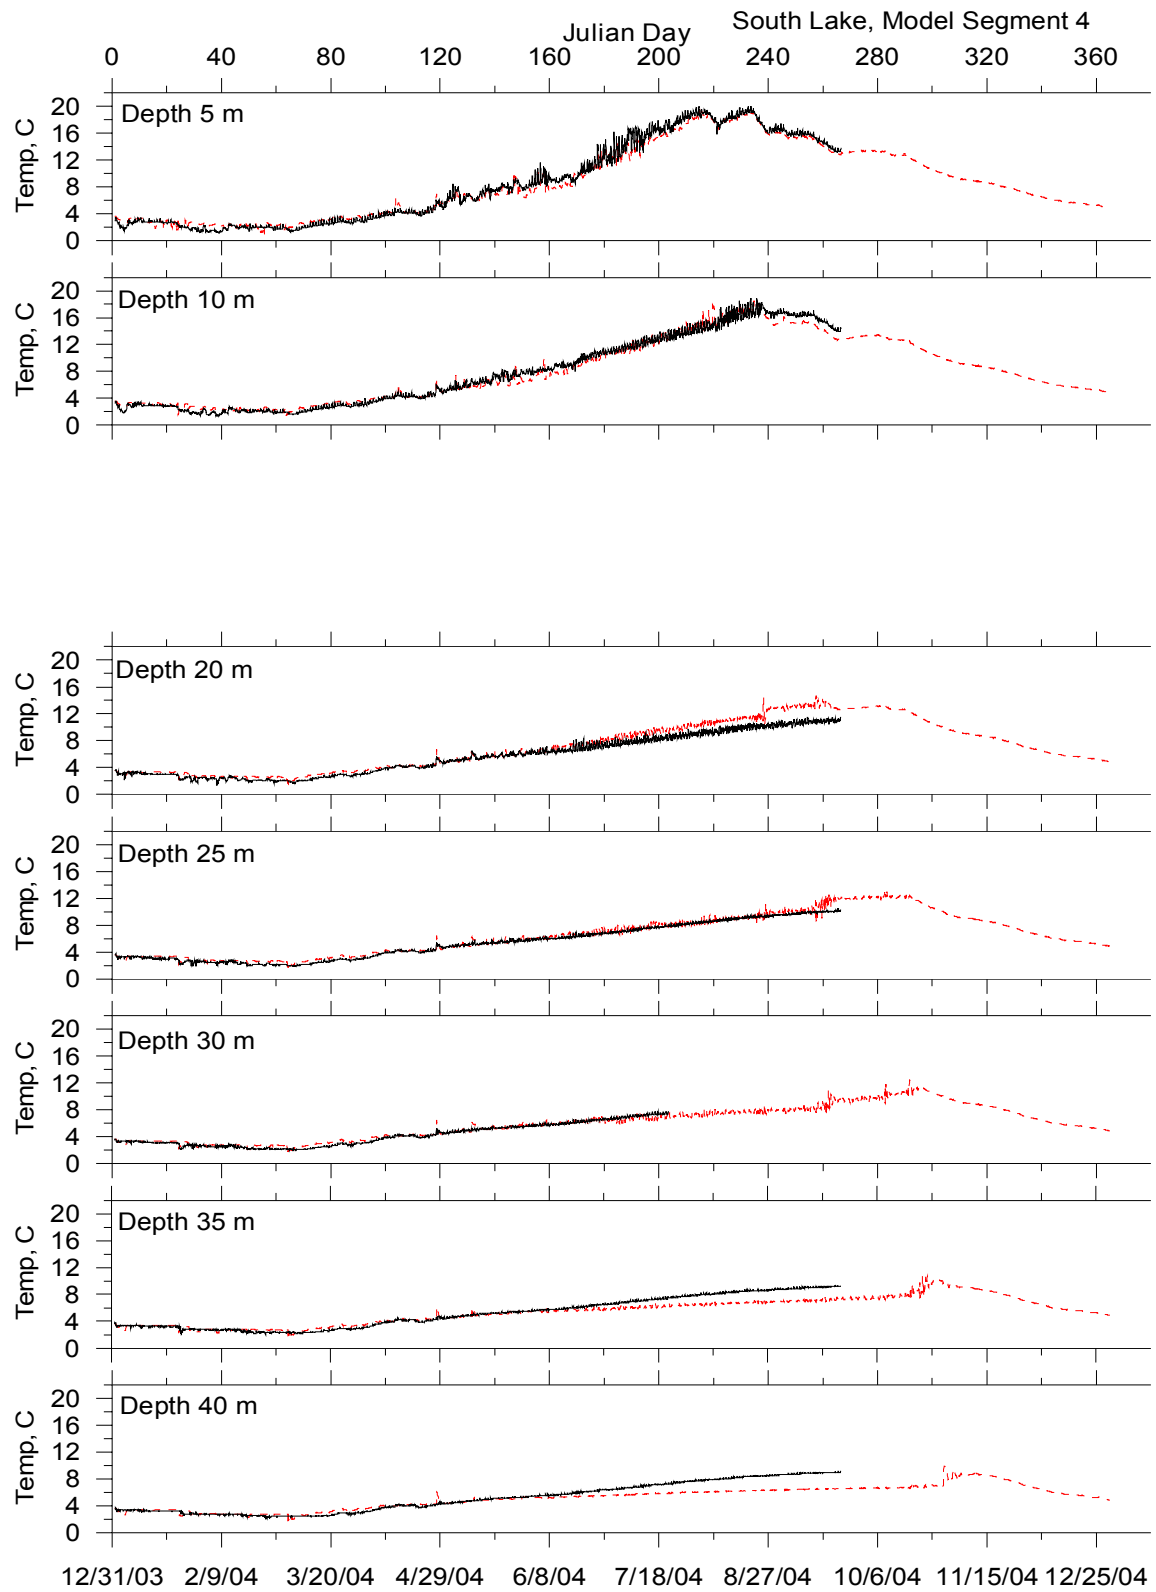 South Lake, Model Segment 4
Julian Day
0 40 80 120 160 200 240 280 320 360
Depth 5 m
Temp, C
20
16
12
8
4
0
Depth 10 m
Temp, C
20
16
12
8
4
0
Depth 20 m
Temp, C
20
16
12
8
4
0
Depth 25 m
Temp, C
20
16
12
8
4
0
Depth 30 m
Temp, C
20
16
12
8
4
0
Depth 35 m
Temp, C
20
16
12
8
4
0
Depth 40 m
Temp, C
20
16
12
8
4
0
12/31/03 2/9/04 3/20/04 4/29/04 6/8/04 7/18/04 8/27/04 10/6/04 11/15/04 12/25/04